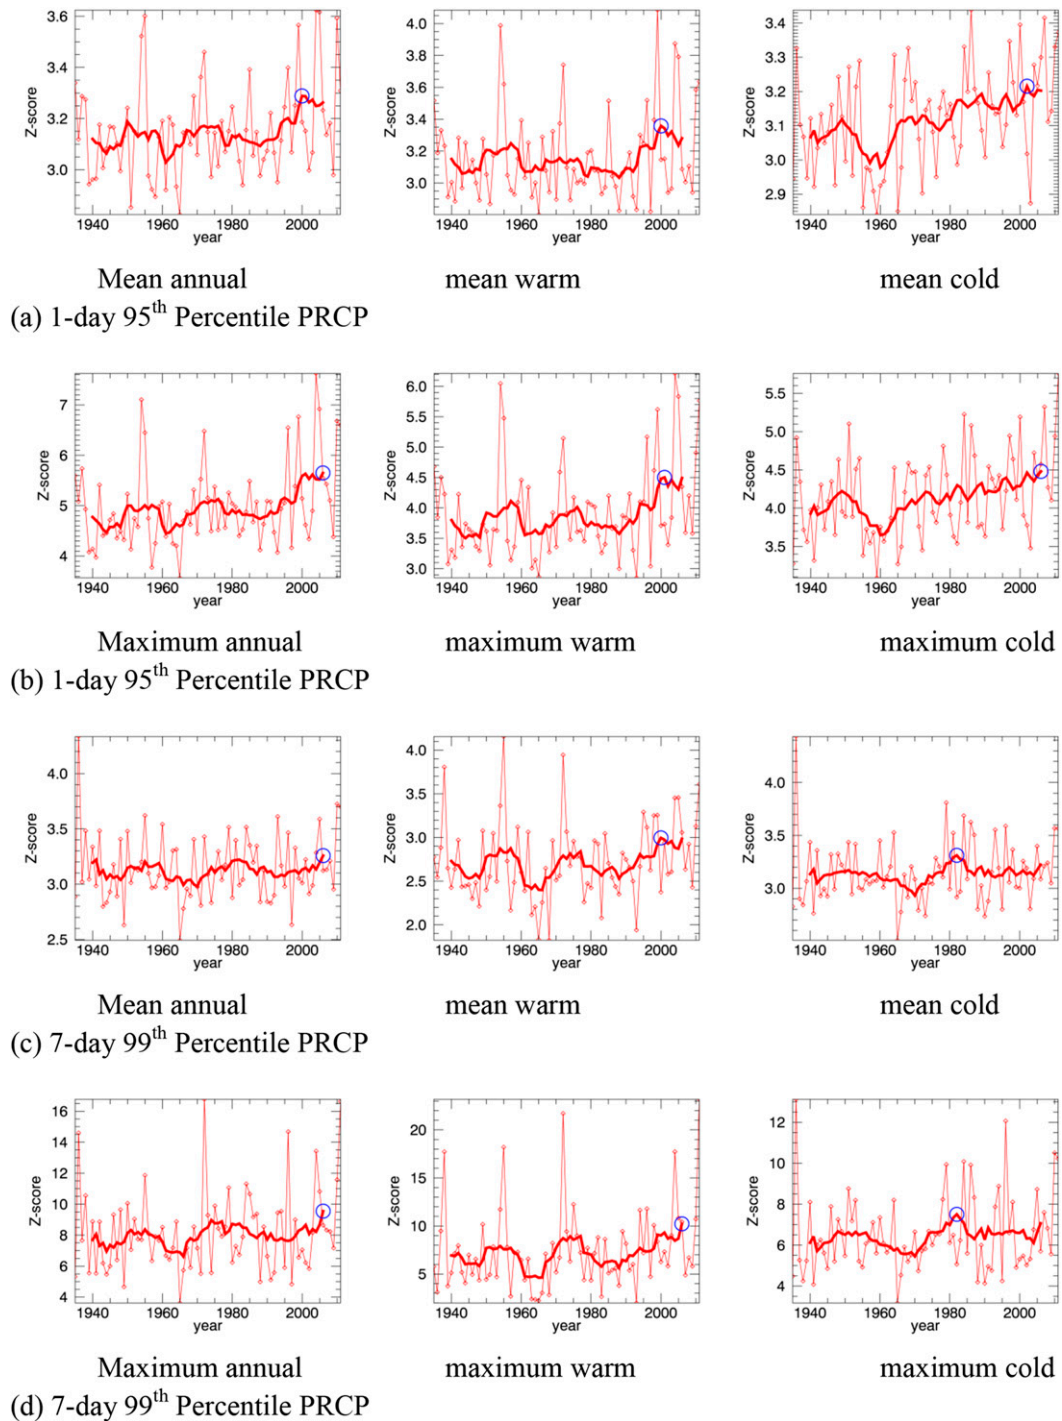 3.6
3.4
3.2
3.0
Z-score
1940 1960 1980 2000
year
4.0
3.8
3.6
3.4
3.2
3.0
Z-score
1940 1960 1980 2000
year
3.4
3.3
3.2
3.1
3.0
2.9
Z-score
1940 1960 1980 2000
year
Mean annual mean warm mean cold
(a) 1-day 95th Percentile PRCP
7
6
5
4
Z-score
1940 1960 1980 2000
year
6.0
5.5
5.0
4.5
4.0
3.5
3.0
Z-score
1940 1960 1980 2000
year
5.5
5.0
4.5
4.0
3.5
Z-score
1940 1960 1980 2000
year
Maximum annual maximum warm maximum cold
(b) 1-day 95th Percentile PRCP
4.0
3.5
3.0
2.5
Z-score
1940 1960 1980 2000
year
4.0
3.5
3.0
2.5
2.0
Z-score
1940 1960 1980 2000
year
4.0
3.5
3.0
Z-score
1940 1960 1980 2000
year
Mean annual mean warm mean cold
(c) 7-day 99th Percentile PRCP
16
14
12
10
8
6
4
Z-score
1940 1960 1980 2000
year
20
15
10
5
Z-score
1940 1960 1980 2000
year
12
10
8
6
4
Z-score
1940 1960 1980 2000
year
Maximum annual maximum warm maximum cold
(d) 7-day 99th Percentile PRCP